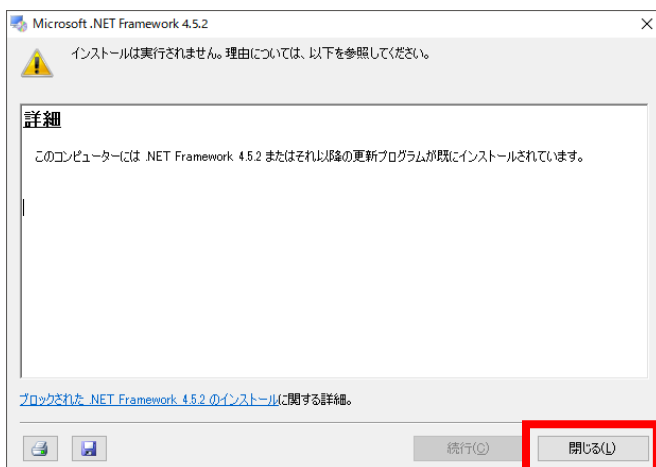 Microsoft .NET Framework 4.5.2
インストールは実行されません。理由については、以下を参照してください。
詳細
このコンピューターには .NET Framework 4.5.2 またはそれ以降の更新プログラムが既にインストールされています。
ブロックされた .NET Framework 4.5.2 のインストールに関する詳細。
続行(C)
閉じる(L)